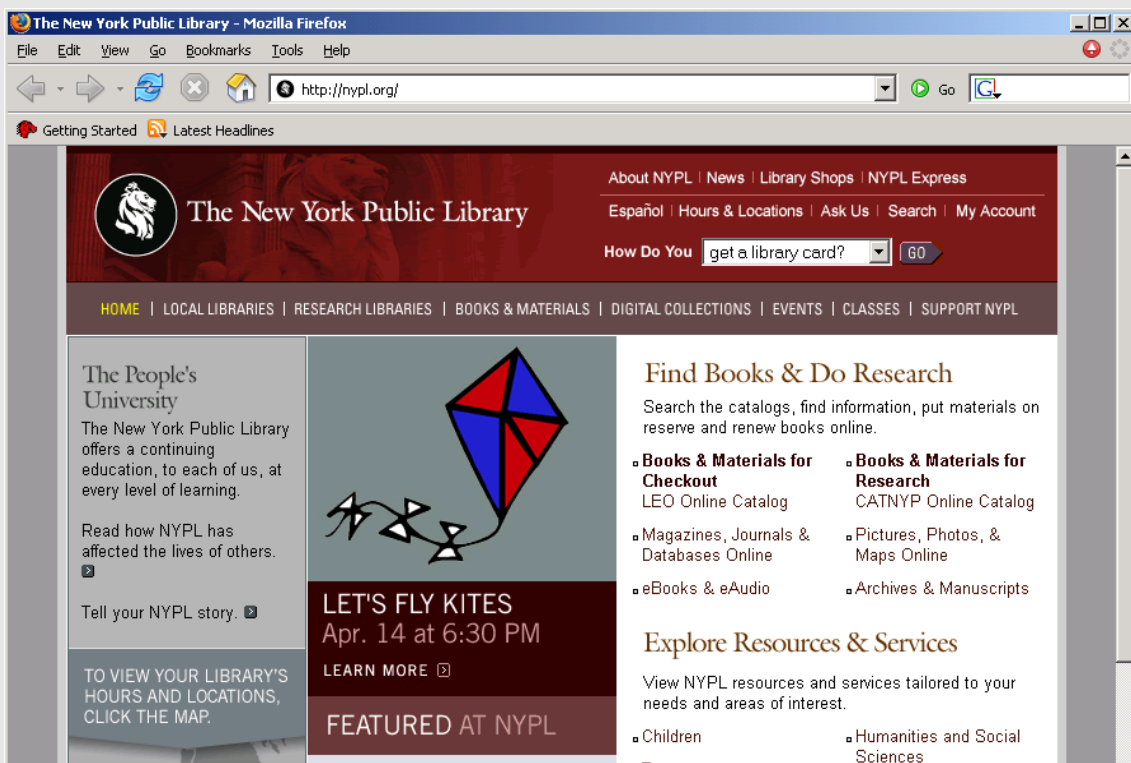 The New York Public Library - Mozilla Firefox
File Edit View Go Bookmarks Tools Help
http://nypl.org/
Go
G
Getting Started Latest Headlines
The New York Public Library
About NYPL | News | Library Shops | NYPL Express
Español | Hours & Locations | Ask Us | Search | My Account
How Do You get a library card? GO
HOME | LOCAL LIBRARIES | RESEARCH LIBRARIES | BOOKS & MATERIALS | DIGITAL COLLECTIONS | EVENTS | CLASSES | SUPPORT NYPL
The People's
University
The New York Public Library
offers a continuing
education, to each of us, at
every level of learning.
Read how NYPL has
affected the lives of others.
Tell your NYPL story.
TO VIEW YOUR LIBRARY'S
HOURS AND LOCATIONS,
CLICK THE MAP.
LET'S FLY KITES
Apr. 14 at 6:30 PM
LEARN MORE
FEATURED AT NYPL
Find Books & Do Research
Search the catalogs, find information, put materials on
reserve and renew books online.
Books & Materials for
Checkout
LEO Online Catalog
Magazines, Journals &
Databases Online
eBooks & eAudio
Books & Materials for
Research
CATNYP Online Catalog
Pictures, Photos, &
Maps Online
Archives & Manuscripts
Explore Resources & Services
View NYPL resources and services tailored to your
needs and areas of interest.
Children
Humanities and Social
Sciences